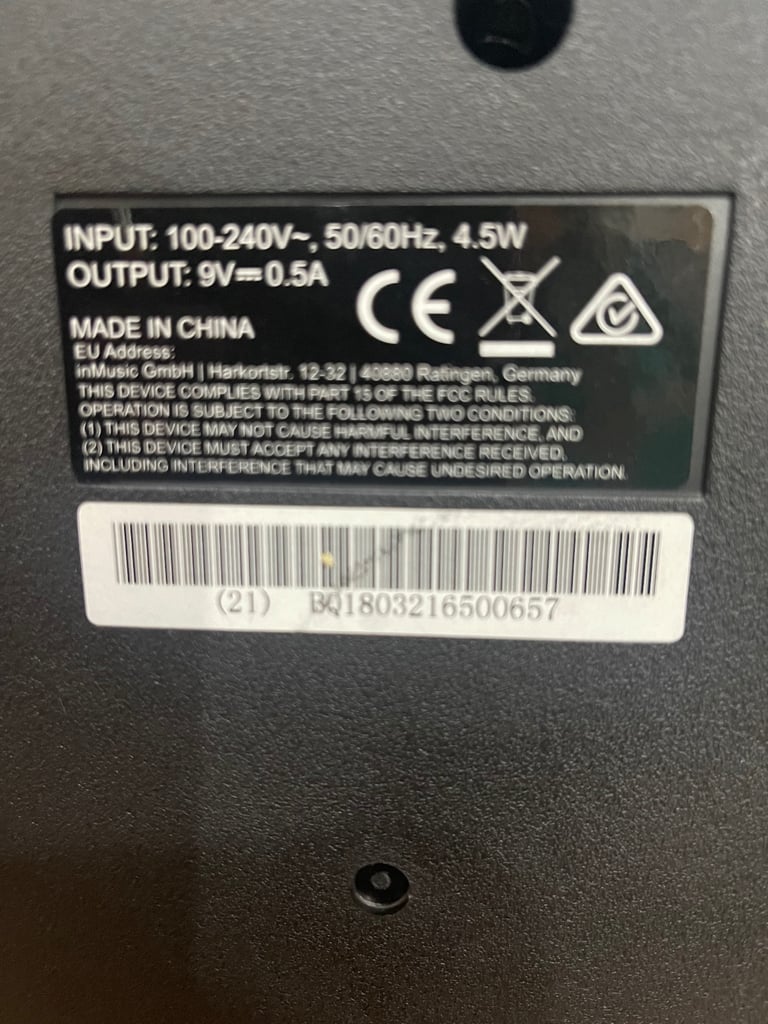 INPUT: 100-240V~, 50/60Hz, 4.5W
OUTPUT: 9V⎓0.5A
CE
MADE IN CHINA
EU Address:
inMusic GmbH | Harkortstr. 12-32 | 40880 Ratingen, Germany
THIS DEVICE COMPLIES WITH PART 15 OF THE FCC RULES.
OPERATION IS SUBJECT TO THE FOLLOWING TWO CONDITIONS:
(1) THIS DEVICE MAY NOT CAUSE HARMFUL INTERFERENCE, AND
(2) THIS DEVICE MUST ACCEPT ANY INTERFERENCE RECEIVED,
INCLUDING INTERFERENCE THAT MAY CAUSE UNDESIRED OPERATION.
(21) BQ1803216500657